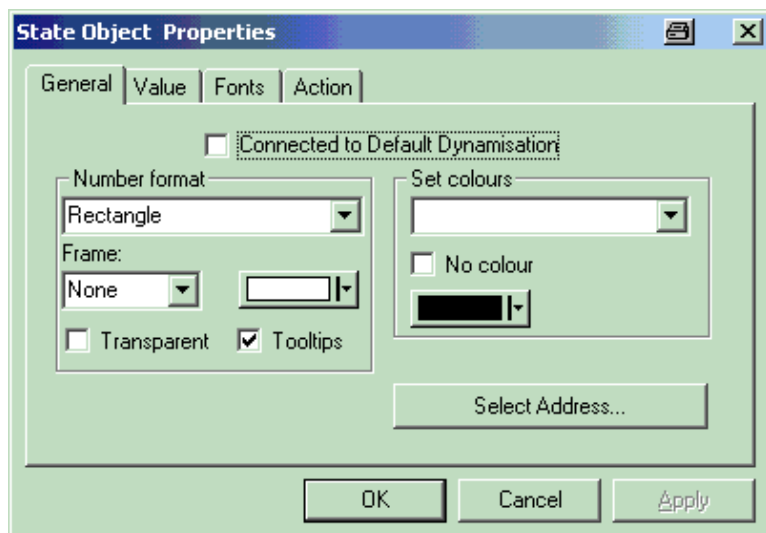 State Object  Properties
General Value Fonts Action
Connected to Default Dynamisation
Number format
Rectangle
Frame:
None
Transparent Tooltips
Set colours
No colour
Select Address...
OK Cancel Apply